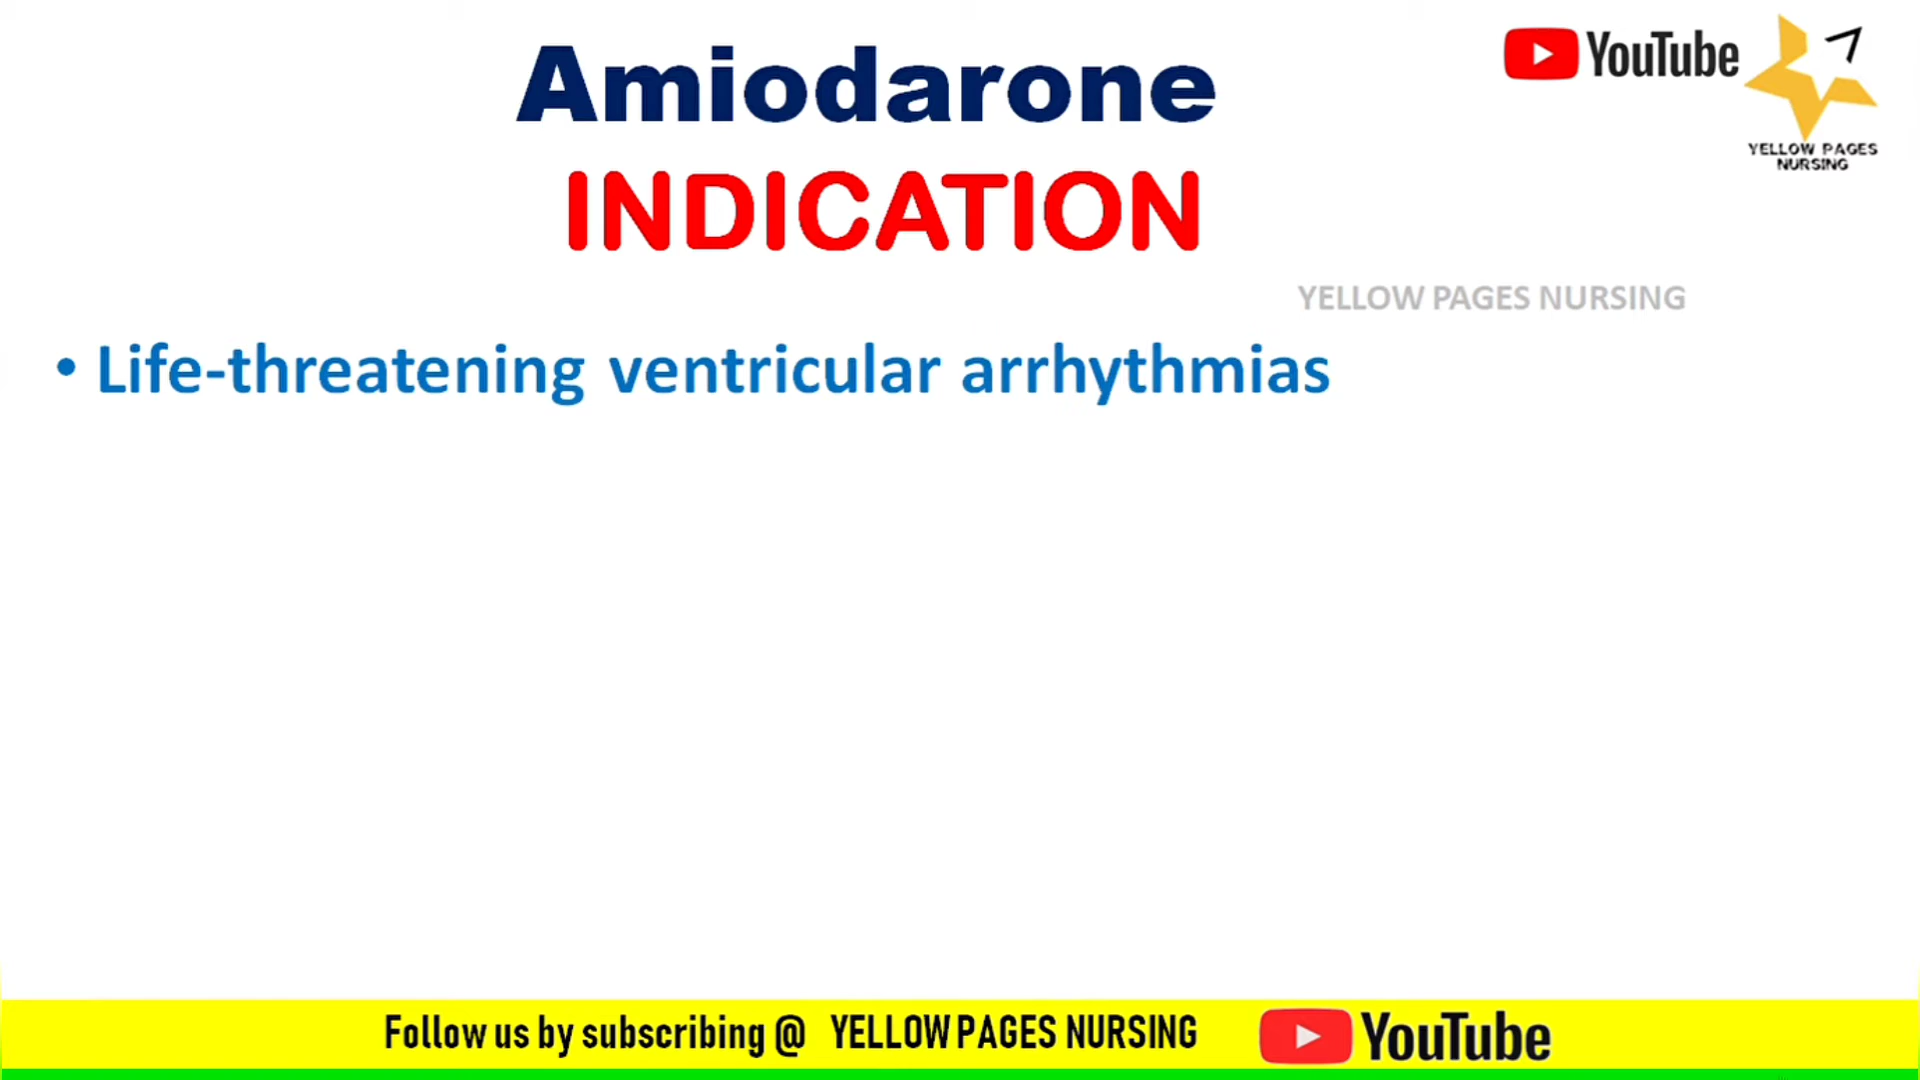 Amiodarone
YouTube
YELLOW PAGES
NURSING
INDICATION
YELLOW PAGES NURSING
• Life-threatening ventricular arrhythmias
Follow us by subscribing @ YELLOW PAGES NURSING YouTube